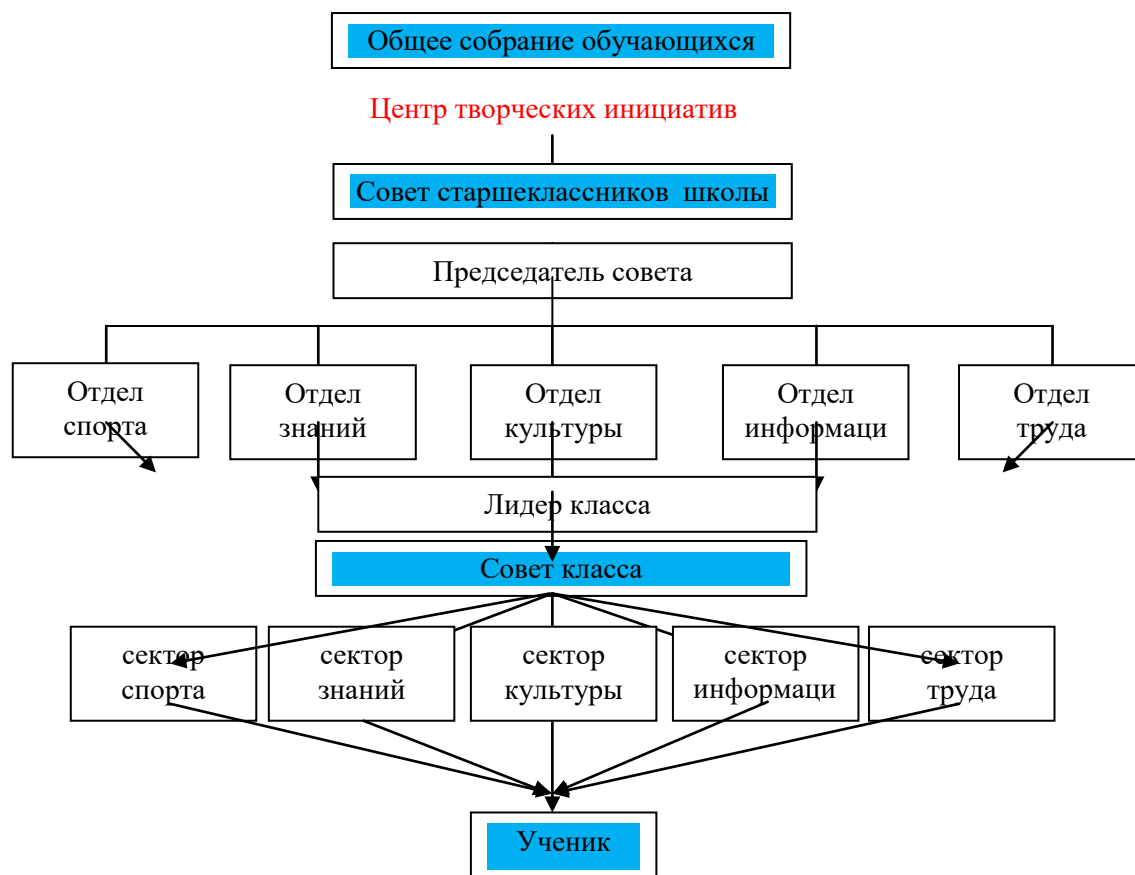 Общее собрание обучающихся
Центр творческих инициатив
Совет старшеклассников школы
Председатель совета
Отдел
спорта
Отдел
знаний
Отдел
культуры
Отдел
информаци
Отдел
труда
Лидер класса
Совет класса
сектор
спорта
сектор
знаний
сектор
культуры
сектор
информаци
сектор
труда
Ученик